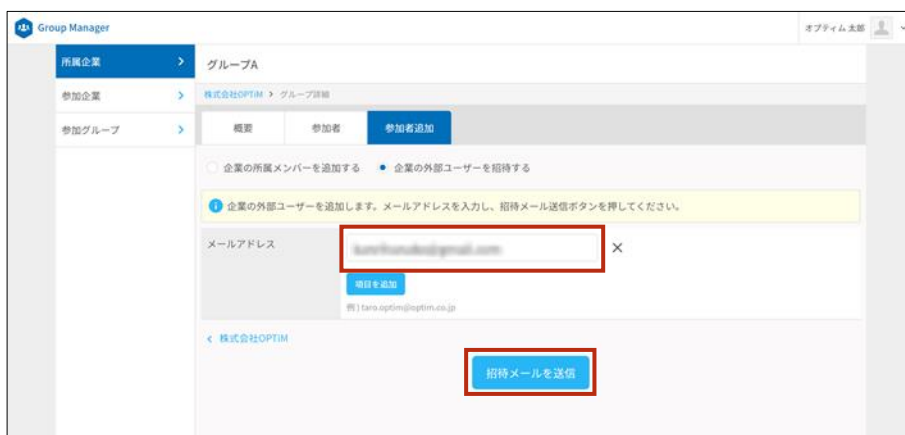 Group Manager
オプティム 太郎
所属企業
参加企業
参加グループ
グループA
株式会社OPTiM > グループ詳細
概要
参加者
参加者追加
企業の所属メンバーを追加する
企業の外部ユーザーを招待する
企業の外部ユーザーを追加します。メールアドレスを入力し、招待メール送信ボタンを押してください。
メールアドレス
項目を追加
例) taro.optim@optim.co.jp
株式会社OPTiM
招待メールを送信